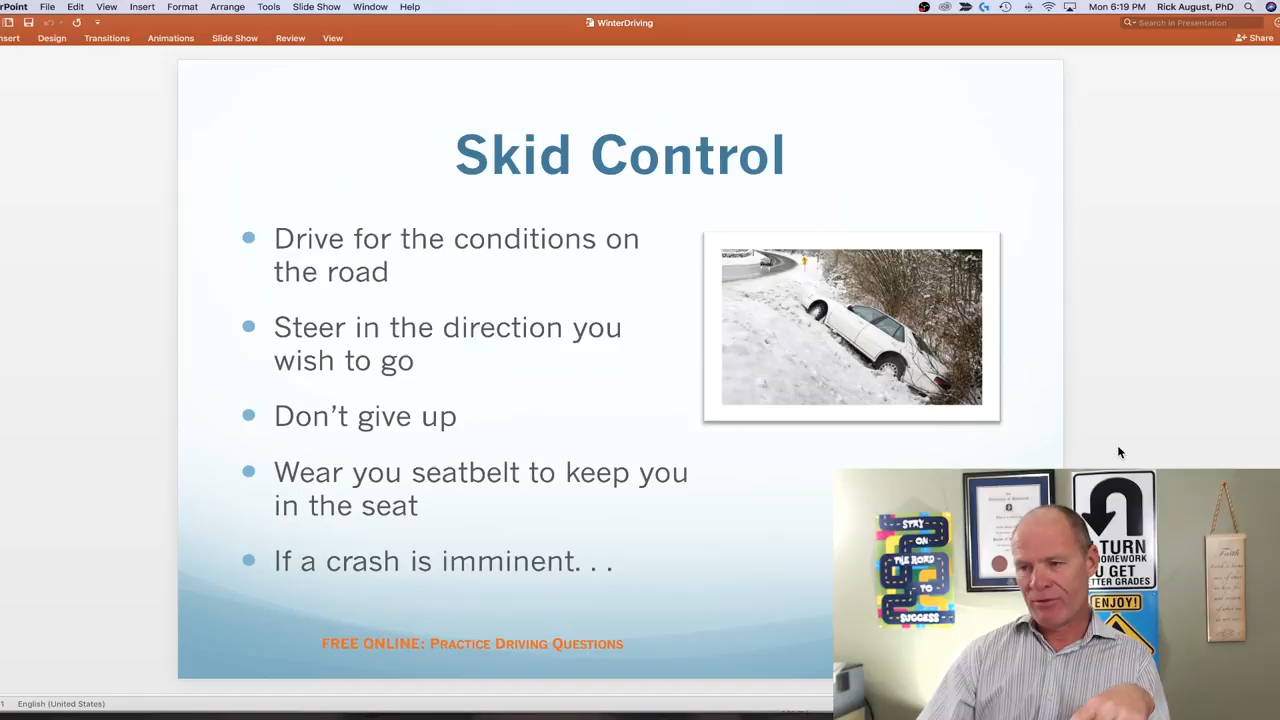 rPoint File Edit View Insert Format Arrange Tools Slide Show Window Help Mon 6:19 PM Rick August, PhD
WinterDriving
Search in Presentation
nsert Design Transitions Animations Slide Show Review View
Share
Skid Control
Drive for the conditions on
the road
Steer in the direction you
wish to go
Don't give up
Wear you seatbelt to keep you
in the seat
If a crash is imminent. . .
FREE ONLINE: PRACTICE DRIVING QUESTIONS
STAY
ON
THE ROAD
TO
SUCCESS
TURN
HOMEWORK
U GET
TTER GRADES
ENJOY!
Faith
1 English (United States)